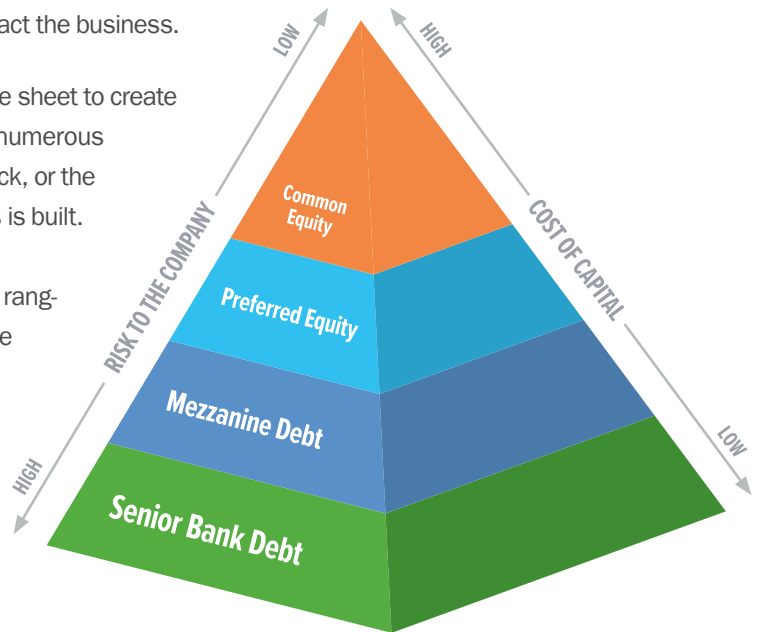 act the business.
e sheet to create
numerous
ck, or the
is built.
rang-
e
LOW
RISK TO THE COMPANY
HIGH
HIGH
COST OF CAPITAL
LOW
Common
Equity
Preferred Equity
Mezzanine Debt
Senior Bank Debt